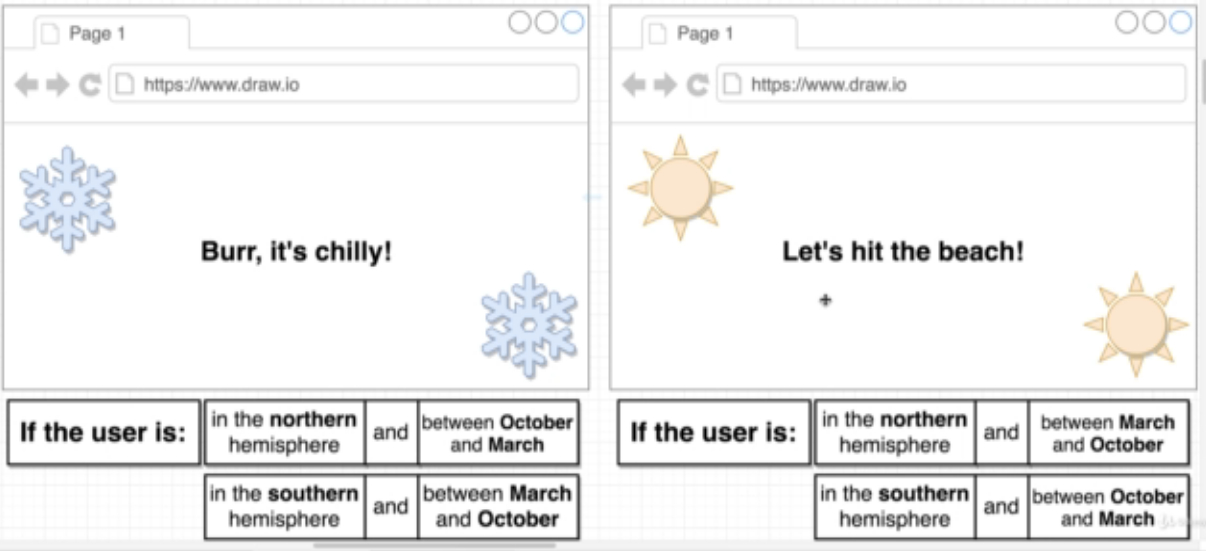 Page 1
https://www.draw.io
Burr, it's chilly!
If the user is:
in the northern
hemisphere
and
between October
and March
in the southern
hemisphere
and
between March
and October
Page 1
https://www.draw.io
Let's hit the beach!
If the user is:
in the northern
hemisphere
and
between March
and October
in the southern
hemisphere
and
between October
and March